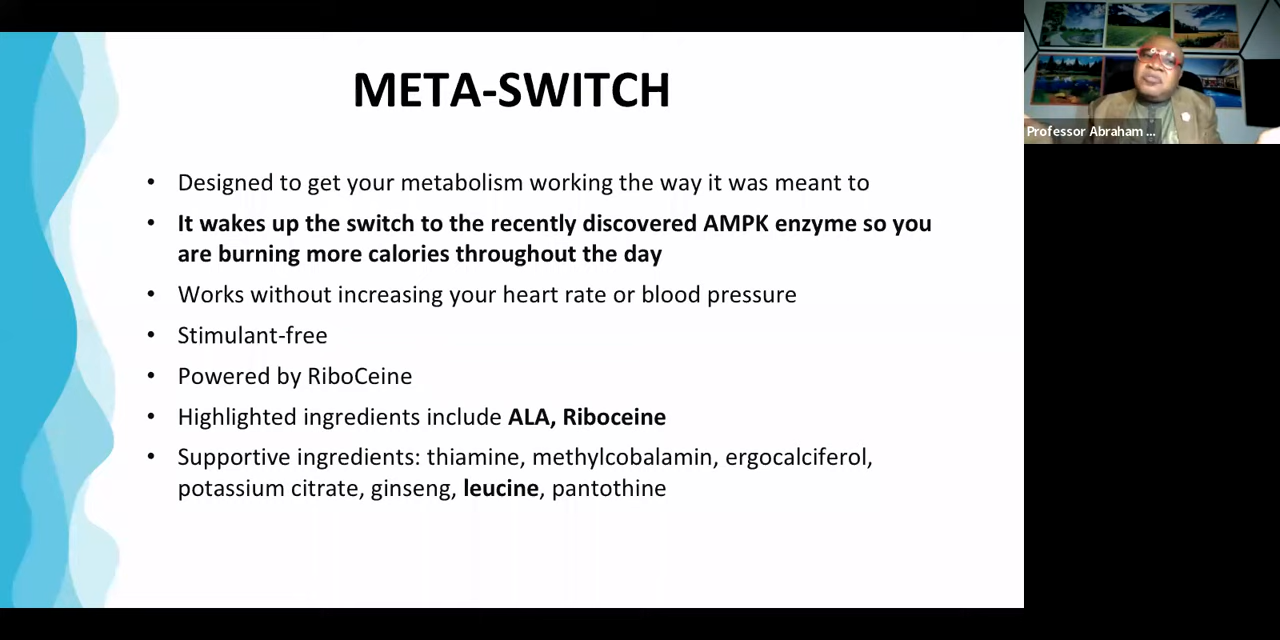 META-SWITCH
• Designed to get your metabolism working the way it was meant to
• It wakes up the switch to the recently discovered AMPK enzyme so you
are burning more calories throughout the day
• Works without increasing your heart rate or blood pressure
• Stimulant-free
• Powered by RiboCeine
• Highlighted ingredients include ALA, Riboceine
• Supportive ingredients: thiamine, methylcobalamin, ergocalciferol,
potassium citrate, ginseng, leucine, pantothine
Professor Abraham ...